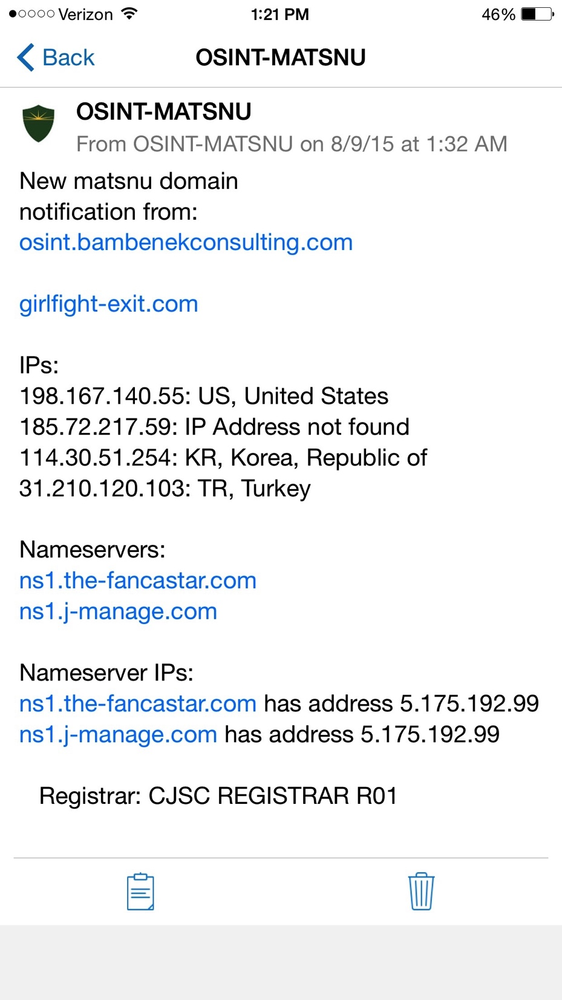 Verizon 1:21 PM 46%
Back OSINT-MATSNU
OSINT-MATSNU
From OSINT-MATSNU on 8/9/15 at 1:32 AM
New matsnu domain
notification from:
osint.bambenekconsulting.com
girlfight-exit.com
IPs:
198.167.140.55: US, United States
185.72.217.59: IP Address not found
114.30.51.254: KR, Korea, Republic of
31.210.120.103: TR, Turkey
Nameservers:
ns1.the-fancastar.com
ns1.j-manage.com
Nameserver IPs:
ns1.the-fancastar.com has address 5.175.192.99
ns1.j-manage.com has address 5.175.192.99
Registrar: CJSC REGISTRAR R01